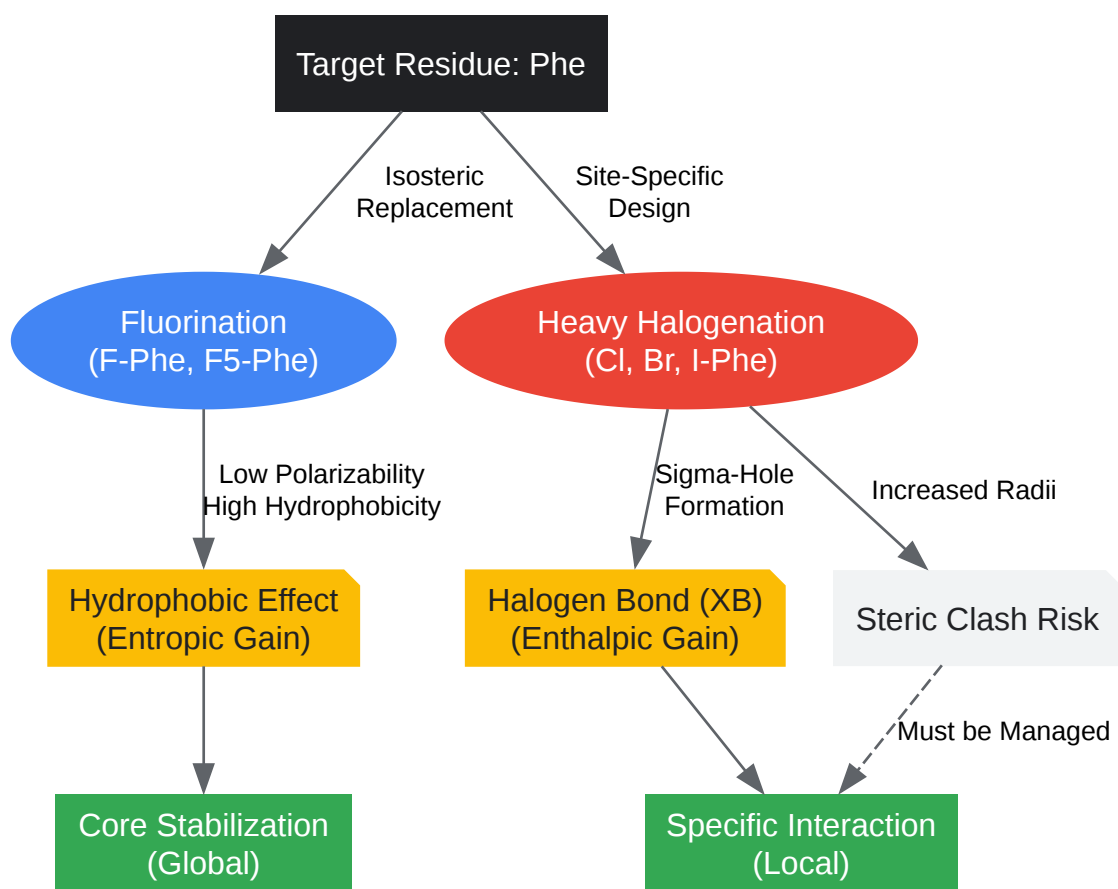 Target Residue: Phe
Isosteric
Replacement
Site-Specific
Design
Fluorination
(F-Phe, F5-Phe)
Heavy Halogenation
(Cl, Br, I-Phe)
Low Polarizability
High Hydrophobicity
Sigma-Hole
Formation
Increased Radii
Hydrophobic Effect
(Entropic Gain)
Halogen Bond (XB)
(Enthalpic Gain)
Steric Clash Risk
Must be Managed
Core Stabilization
(Global)
Specific Interaction
(Local)